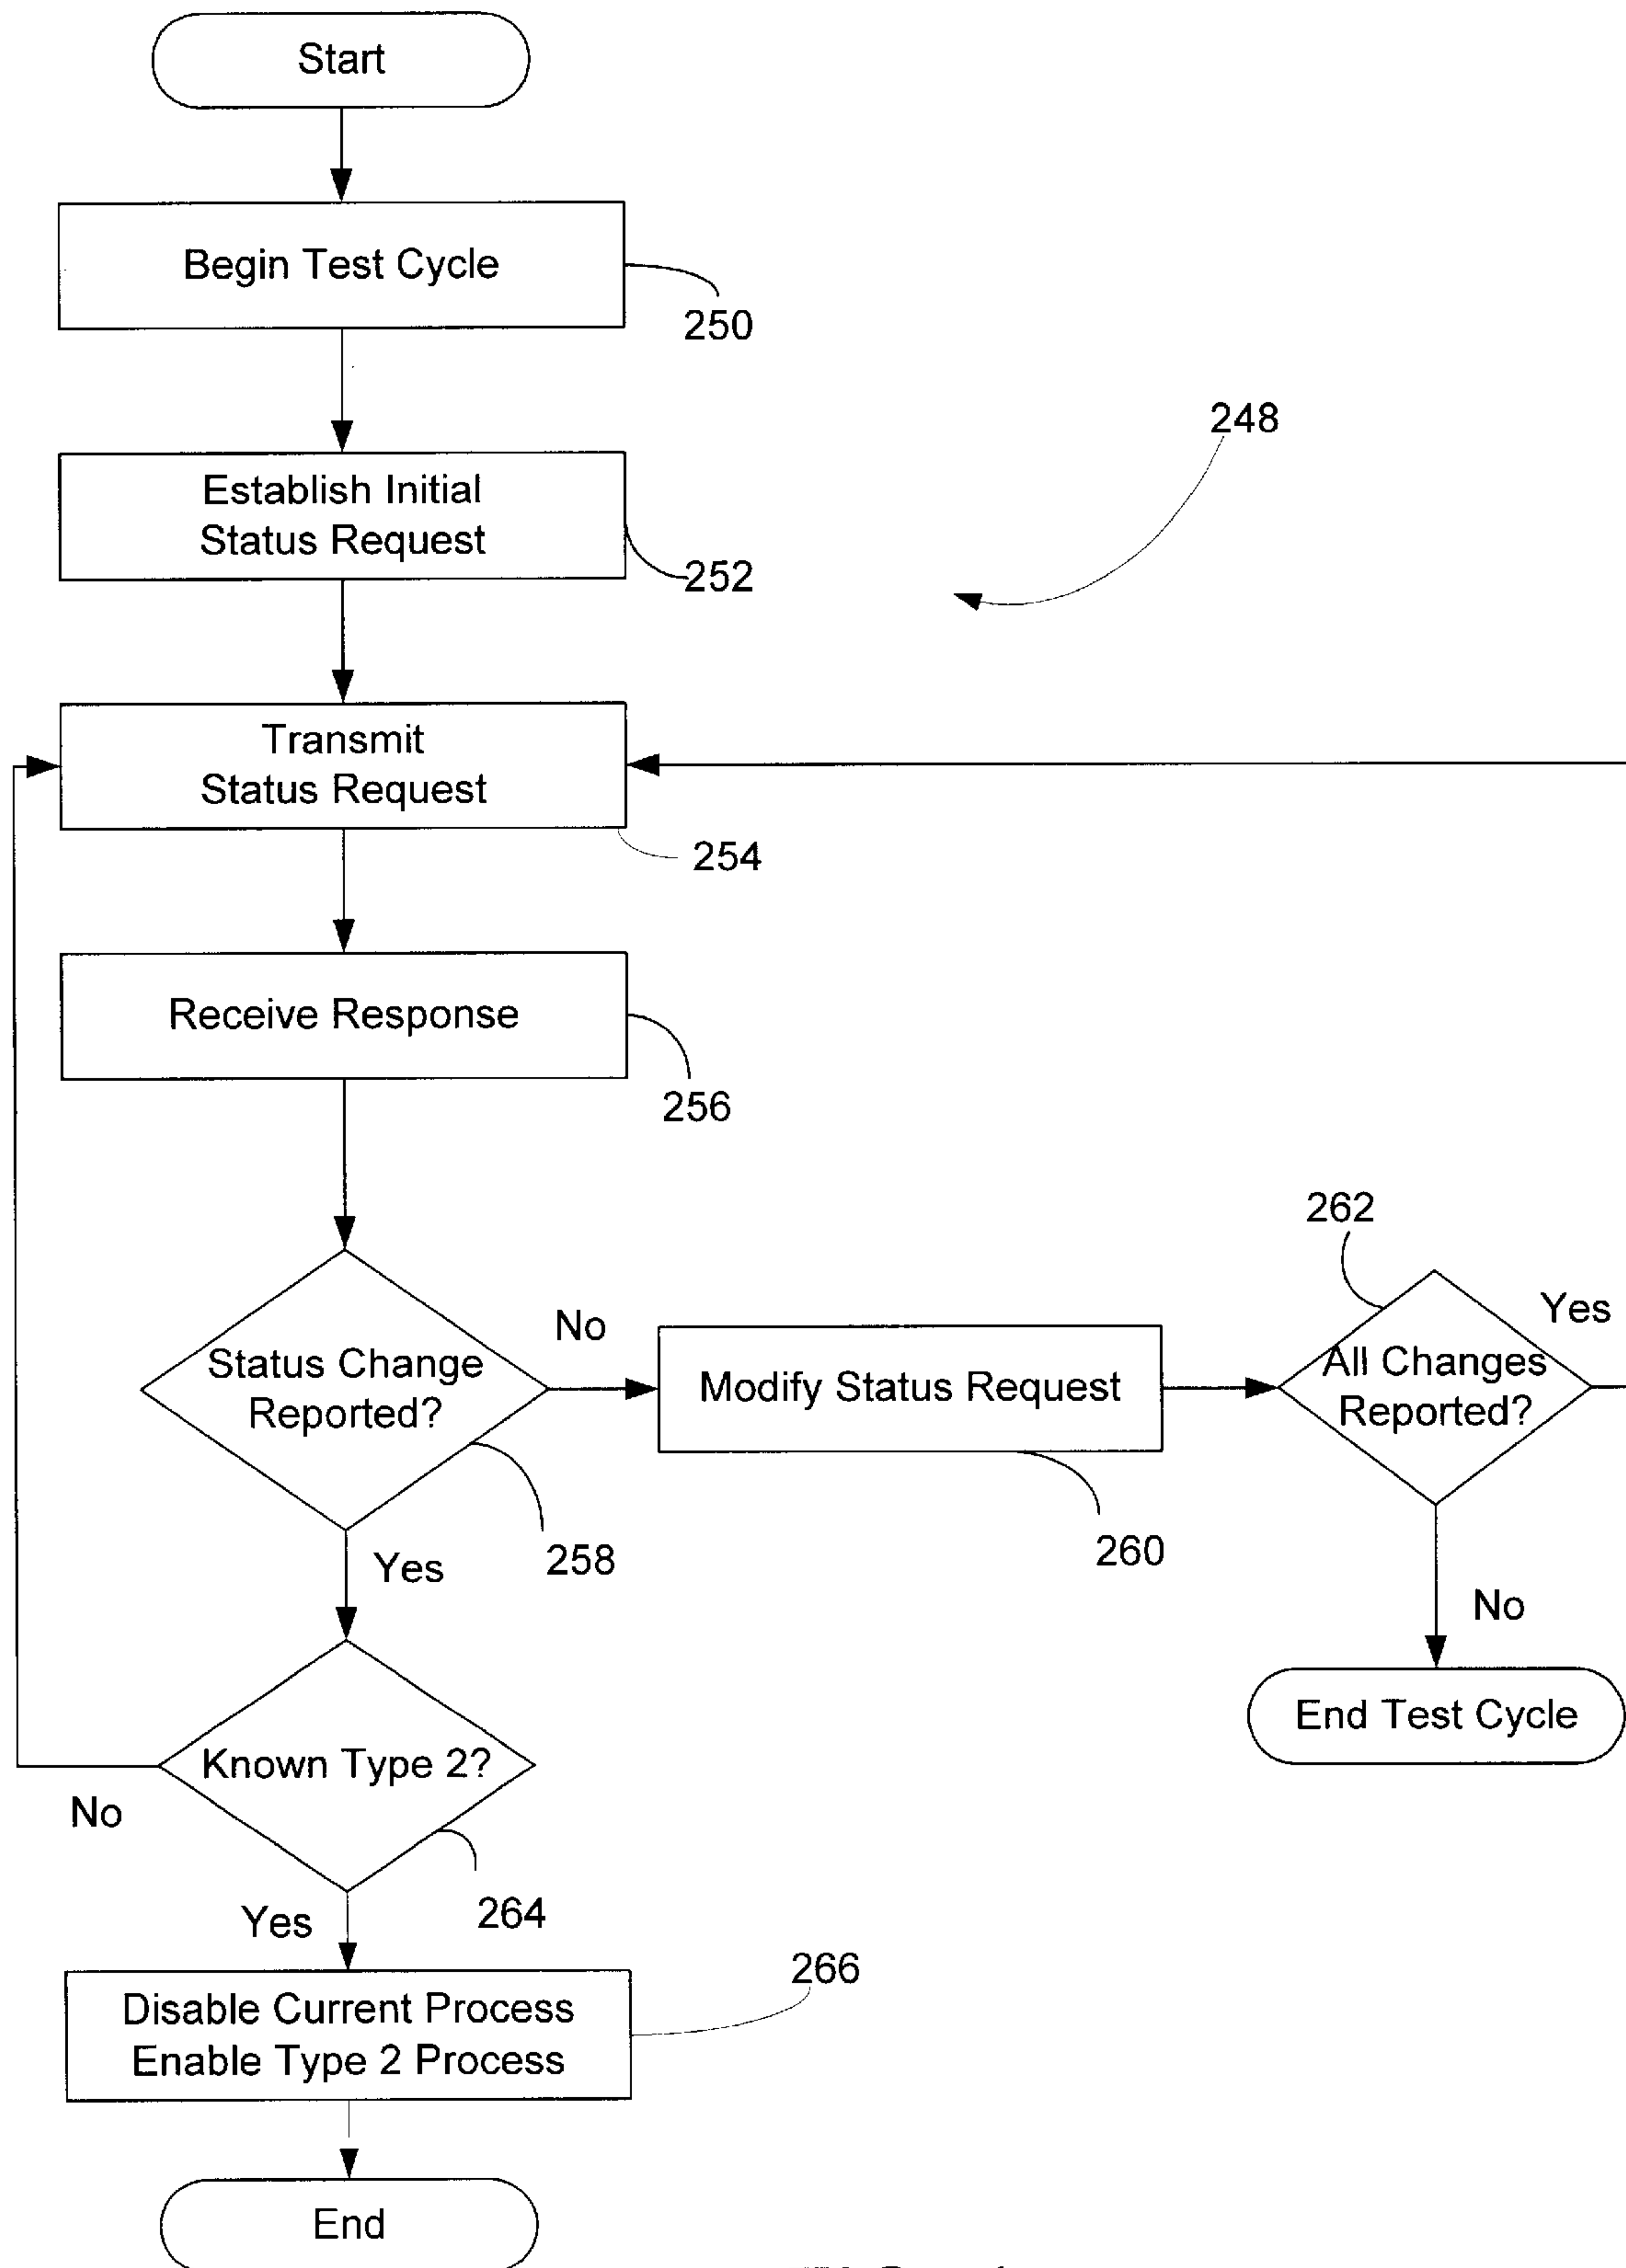 Start
Begin Test Cycle
250
248
Establish Initial
Status Request
252
Transmit
Status Request
254
Receive Response
256
262
No
Yes
Status Change
Reported?
Modify Status Request
All Changes
Reported?
258
260
Yes
No
End Test Cycle
Known Type 2?
No
264
Yes
266
Disable Current Process
Enable Type 2 Process
End